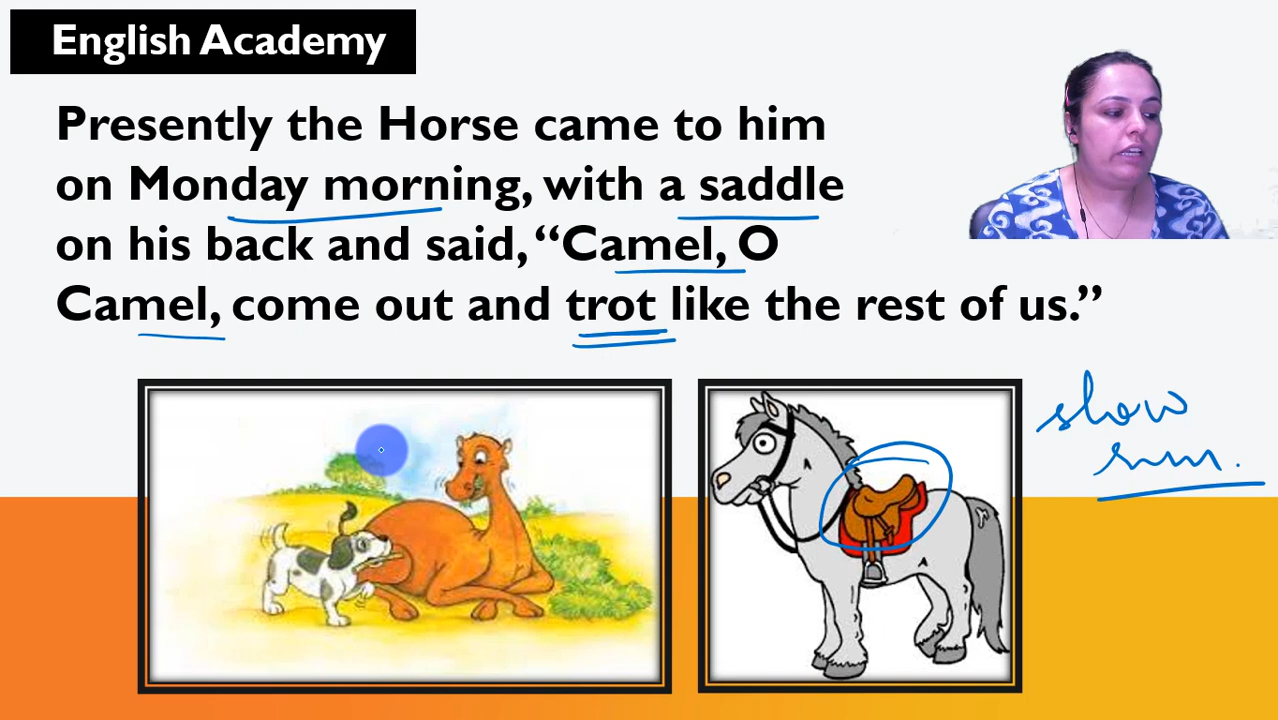 English Academy
Presently the Horse came to him
on Monday morning, with a saddle
on his back and said, “Camel, O
Camel, come out and trot like the rest of us.”
show